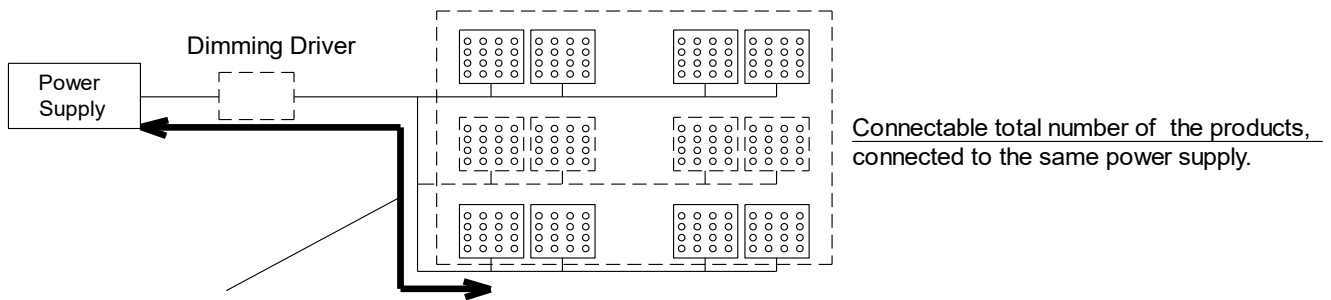 Dimming Driver
Power
Supply
Connectable total number of  the products,
connected to the same power supply.